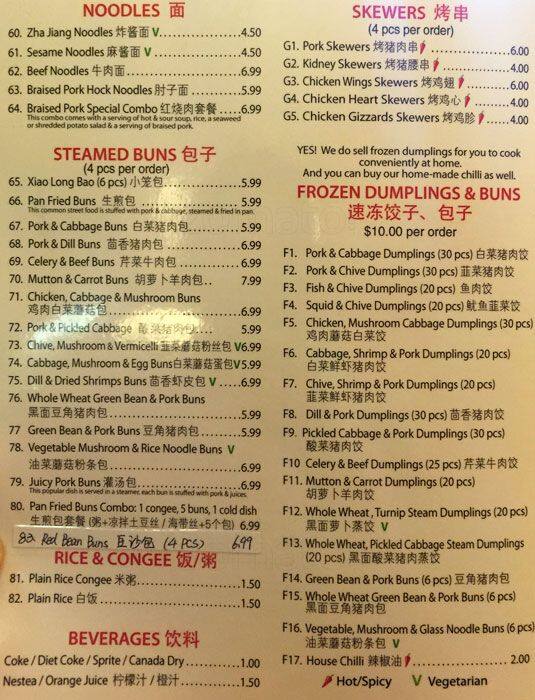 NOODLES 面
60. Zha Jiang Noodles 炸酱面 V.....4.50
61. Sesame Noodles 麻酱面 V.....4.50
62. Beef Noodles 牛肉面.....6.99
63. Braised Pork Hock Noodles 肘子面.....5.99
64. Braised Pork Special Combo 红烧肉套餐.....6.99
This combo comes with a serving of hot & sour soup, rice, a seaweed
or shredded potato salad & a serving of braised pork.
STEAMED BUNS 包子
(4 pcs per order)
65. Xiao Long Bao (6 pcs) 小笼包.....5.99
66. Pan Fried Buns 生煎包.....5.99
This common street food is stuffed with pork & cabbage, steamed & fried in pan.
67. Pork & Cabbage Buns 白菜猪肉包.....5.99
68. Pork & Dill Buns 茴香猪肉包.....6.99
69. Celery & Beef Buns 芹菜牛肉包.....6.99
70. Mutton & Carrot Buns 胡萝卜羊肉包.. 7.99
71. Chicken, Cabbage & Mushroom Buns
鸡肉白菜蘑菇包.....5.99
72. Pork & Pickled Cabbage 酸菜猪肉包..... 5.99
73. Chive, Mushroom & Vermicelli 韭菜蘑菇粉丝包 V6.99
74. Cabbage, Mushroom & Egg Buns白菜蘑菇蛋包V5.99
75. Dill & Dried Shrimps Buns 茴香虾皮包 V.....6.99
76. Whole Wheat Green Bean & Pork Buns
黑面豆角猪肉包.....5.99
77 Green Bean & Pork Buns 豆角猪肉包.....5.99
78. Vegetable Mushroom & Rice Noodle Buns V
油菜蘑菇粉条包.....6.99
79. Juicy Pork Buns 灌汤包.....6.99
This popular dish is served in a steamer, each bun is stuffed with pork & juices.
80. Pan Fried Buns Combo: 1 congee, 5 buns, 1 cold dish
生煎包套餐 (粥+凉拌土豆丝 / 海带丝+5个包) 6.99
82 Red Bean Buns 豆沙包 (4 PCS) 6.99
RICE & CONGEE 饭/粥
81. Plain Rice Congee 米粥.....1.50
82. Plain Rice 白饭.....1.50
BEVERAGES 饮料
Coke / Diet Coke / Sprite / Canada Dry.....1.00
Nestea / Orange Juice 柠檬汁 / 橙汁.....1.50
SKEWERS 烤串
(4 pcs per order)
G1. Pork Skewers 烤猪肉串.....6.00
G2. Kidney Skewers 烤猪腰串.....4.00
G3. Chicken Wings Skewers 烤鸡翅.....6.00
G4. Chicken Heart Skewers 烤鸡心.....4.00
G5. Chicken Gizzards Skewers 烤鸡胗.....4.00
YES! We do sell frozen dumplings for you to cook
conveniently at home.
And you can buy our home-made chilli as well.
FROZEN DUMPLINGS & BUNS
速冻饺子、包子
$10.00 per order
F1. Pork & Cabbage Dumplings (30 pcs) 白菜猪肉饺
F2. Pork & Chive Dumplings (30 pcs) 韭菜猪肉饺
F3. Fish & Chive Dumplings (20 pcs) 鱼肉饺
F4. Squid & Chive Dumplings (20 pcs) 鱿鱼韭菜饺
F5. Chicken, Mushroom Cabbage Dumplings (30 pcs)
鸡肉蘑菇白菜饺
F6. Cabbage, Shrimp & Pork Dumplings (20 pcs)
白菜鲜虾猪肉饺
F7. Chive, Shrimp & Pork Dumplings (20 pcs)
韭菜鲜虾猪肉饺
F8. Dill & Pork Dumplings (30 pcs) 茴香猪肉饺
F9. Pickled Cabbage & Pork Dumplings (30 pcs)
酸菜猪肉饺
F10 Celery & Beef Dumplings (25 pcs) 芹菜牛肉饺
F11. Mutton & Carrot Dumplings (20 pcs)
胡萝卜羊肉饺
F12. Whole Wheat ,Turnip Steam Dumplings (20 pcs)
黑面萝卜蒸饺 V
F13. Whole Wheat, Pickled Cabbage Steam Dumplings
(20 pcs) 黑面酸菜猪肉蒸饺
F14. Green Bean & Pork Buns (6 pcs) 豆角猪肉包
F15. Whole Wheat Green Bean & Pork Buns (6 pcs)
黑面豆角猪肉包
F16. Vegetable, Mushroom & Glass Noodle Buns (6 pcs)
油菜蘑菇粉条包 V
F17. House Chilli 辣椒油.....2.00
Hot/Spicy V Vegetarian